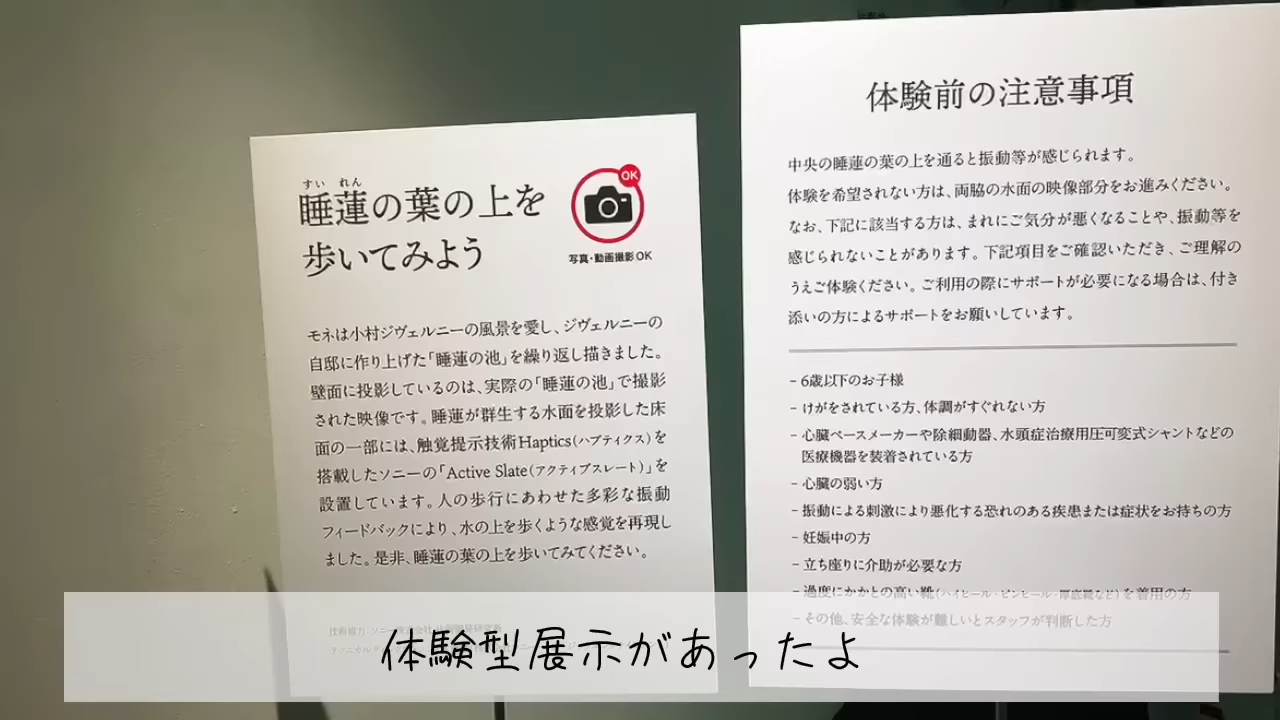 すい れん
睡蓮の葉の上を
歩いてみよう
OK
写真・動画撮影OK
モネは小村ジヴェルニーの風景を愛し、ジヴェルニーの
自邸に作り上げた「睡蓮の池」を繰り返し描きました。
壁面に投影しているのは、実際の「睡蓮の池」で撮影
された映像です。睡蓮が群生する水面を投影した床
面の一部には、触覚提示技術Haptics(ハプティクス)を
搭載したソニーの「Active Slate(アクティブスレート)」を
設置しています。人の歩行にあわせた多彩な振動
フィードバックにより、水の上を歩くような感覚を再現し
ました。是非、睡蓮の葉の上を歩いてみてください。
技術協力 ソニー
体験前の注意事項
中央の睡蓮の葉の上を通ると振動等が感じられます。
体験を希望されない方は、両脇の水面の映像部分をお進みください。
なお、下記に該当する方は、まれにご気分が悪くなることや、振動等を
感じられないことがあります。下記項目をご確認いただき、ご理解の
うえご体験ください。ご利用の際にサポートが必要になる場合は、付き
添いの方によるサポートをお願いしています。
– 6歳以下のお子様
– けがをされている方、体調がすぐれない方
– 心臓ペースメーカーや除細動器、水頭症治療用圧可変式シャントなどの
医療機器を装着されている方
– 心臓の弱い方
– 振動による刺激により悪化する恐れのある疾患または症状をお持ちの方
– 妊娠中の方
– 立ち座りに介助が必要な方
– 過度にかかとの高い靴(ハイヒール・ピンヒール・厚底靴など)を着用の方
– その他、安全な体験が難しいとスタッフが判断した方
体験型展示があったよ